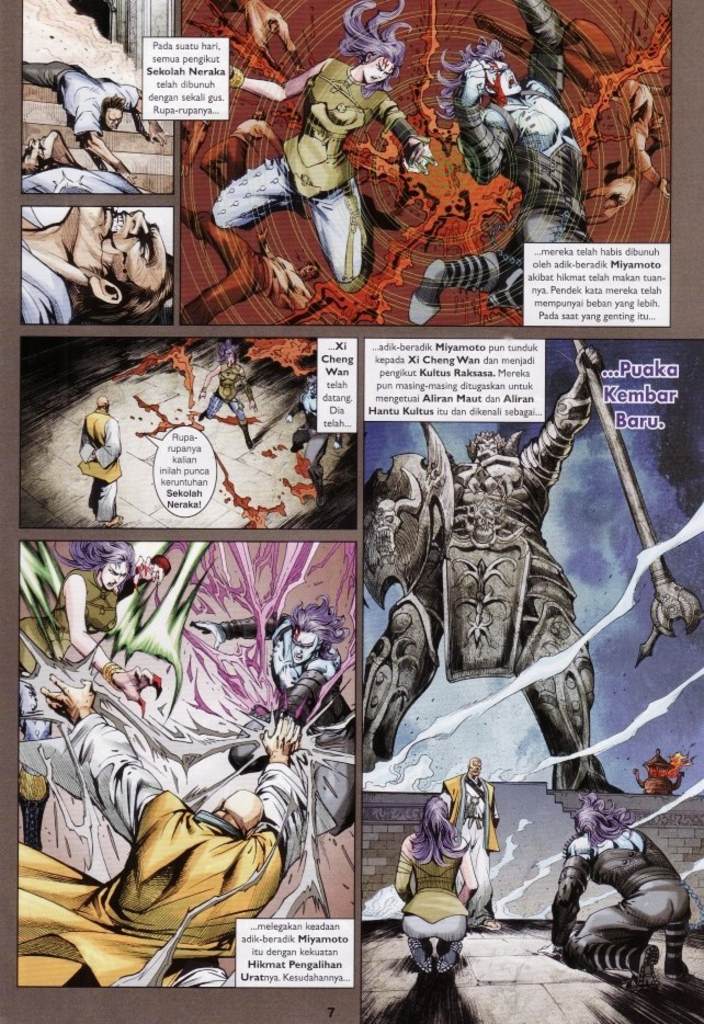 Pada suatu hari,
semua pengikut
Sekolah Neraka
telah dibunuh
dengan sekali gus.
Rupa-rupanya...
...mereka telah habis dibunuh
oleh adik-beradik Miyamoto
akibat hikmat telah makan tuan-
nya. Pendek kata mereka telah
mempunyai beban yang lebih.
Pada saat yang genting itu...
...Xi
Cheng
Wan
telah
datang.
Dia
telah...
Rupa-
rupanya
kalian
inilah punca
keruntuhan
Sekolah
Neraka!
...melegakan keadaan
adik-beradik Miyamoto
itu dengan kekuatan
Hikmat Pengalihan
Uratnya. Kesudahannya...
...adik-beradik Miyamoto pun tunduk
kepada Xi Cheng Wan dan menjadi
pengikut Kultus Raksasa. Mereka
pun masing-masing ditugaskan untuk
mengetuai Aliran Maut dan Aliran
Hantu Kultus itu dan dikenali sebagai...
...Puaka
Kembar
Baru.
7